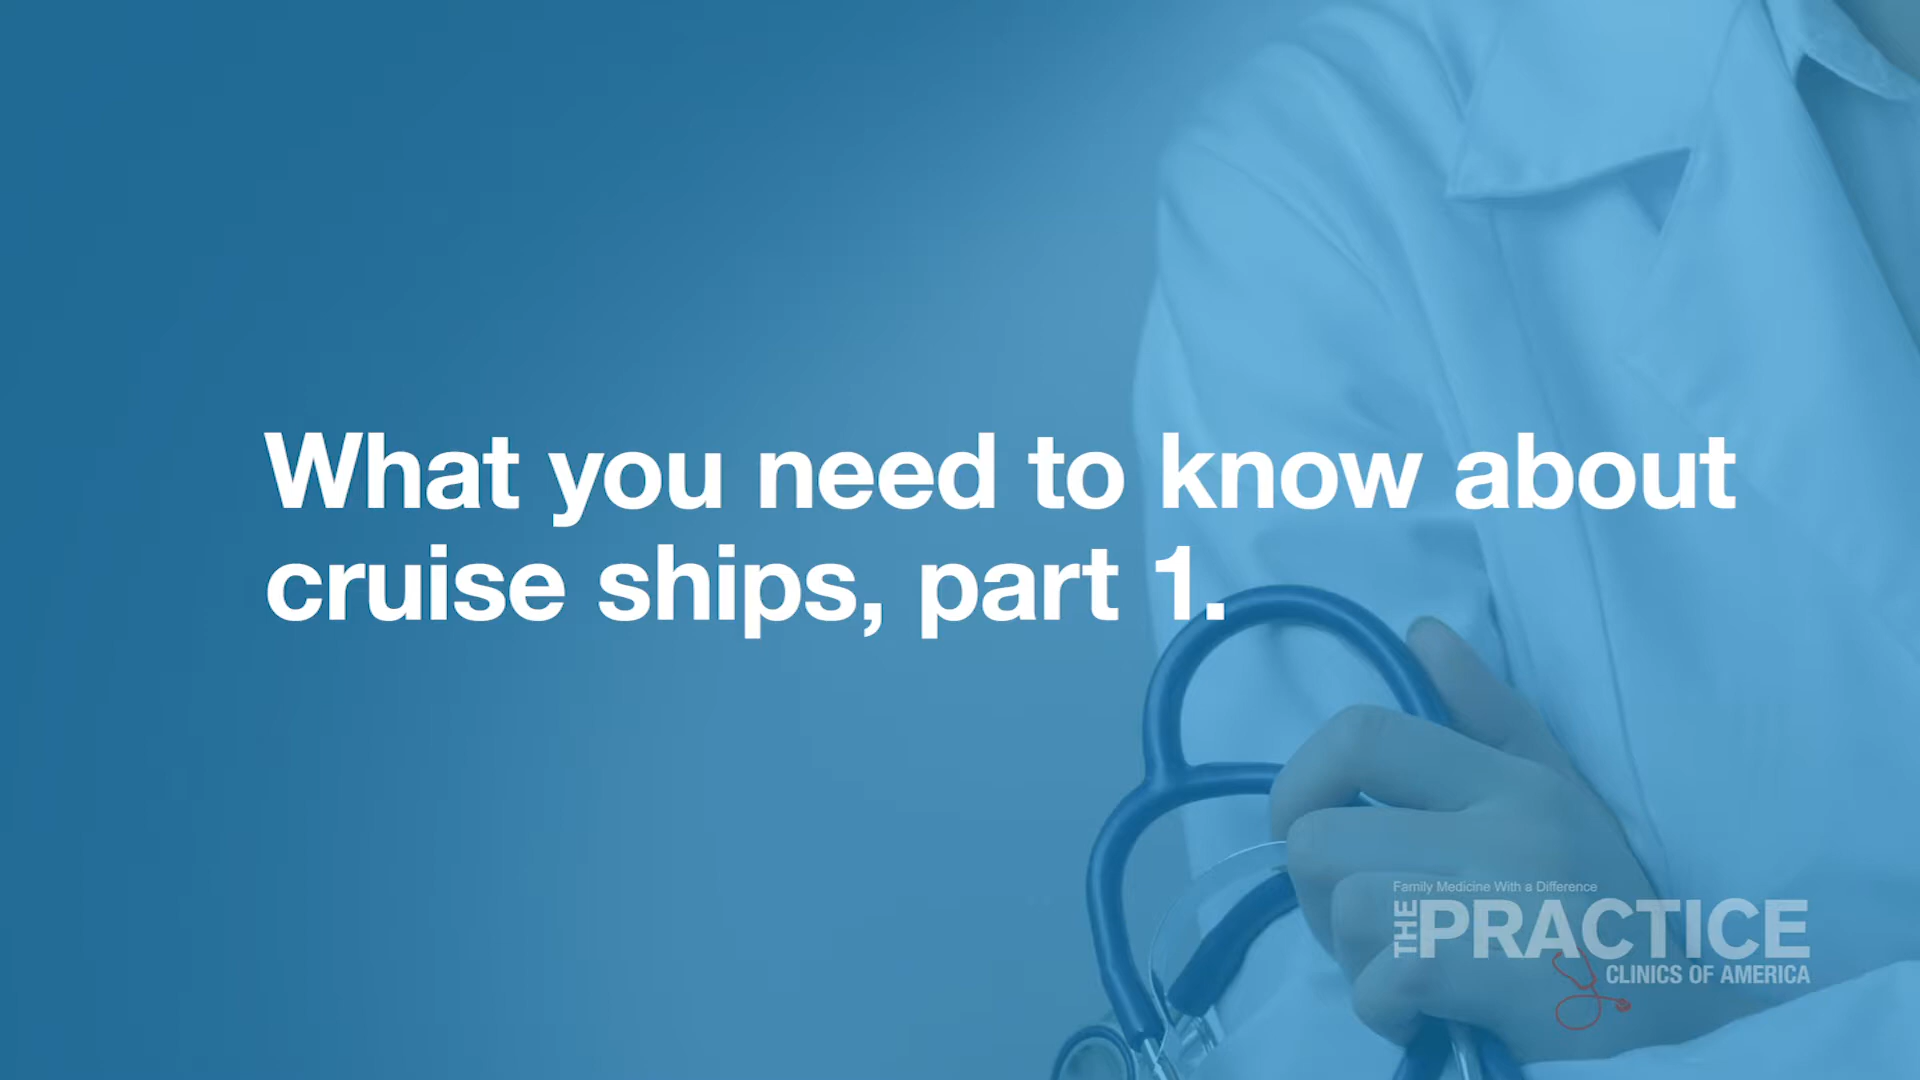 What you need to know about
cruise ships, part 1.
Family Medicine With a Difference
THE PRACTICE
CLINICS OF AMERICA